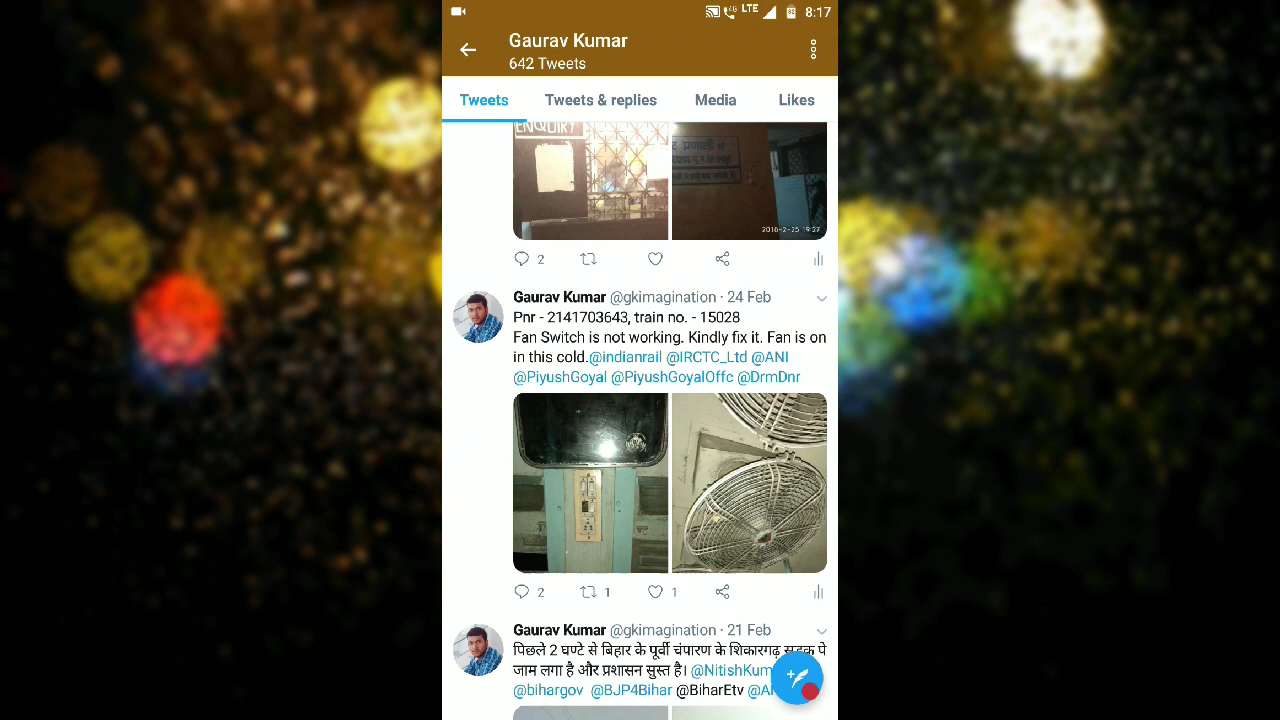 LTE 8:17
Gaurav Kumar
642 Tweets
Tweets Tweets & replies Media Likes
ENQUIRY
2016-2-25 19:27
2
Gaurav Kumar @gkimagination · 24 Feb
Pnr - 2141703643, train no. - 15028
Fan Switch is not working. Kindly fix it. Fan is on
in this cold.@indianrail @IRCTC_Ltd @ANI
@PiyushGoyal @PiyushGoyalOffc @DrmDnr
2 1 1
Gaurav Kumar @gkimagination · 21 Feb
पिछले 2 घण्टे से बिहार के पूर्वी चंपारण के शिकारगढ़ सड़क पे
जाम लगा है और प्रशासन सुस्त है। @NitishKum
@bihargov @BJP4Bihar @BiharEtv